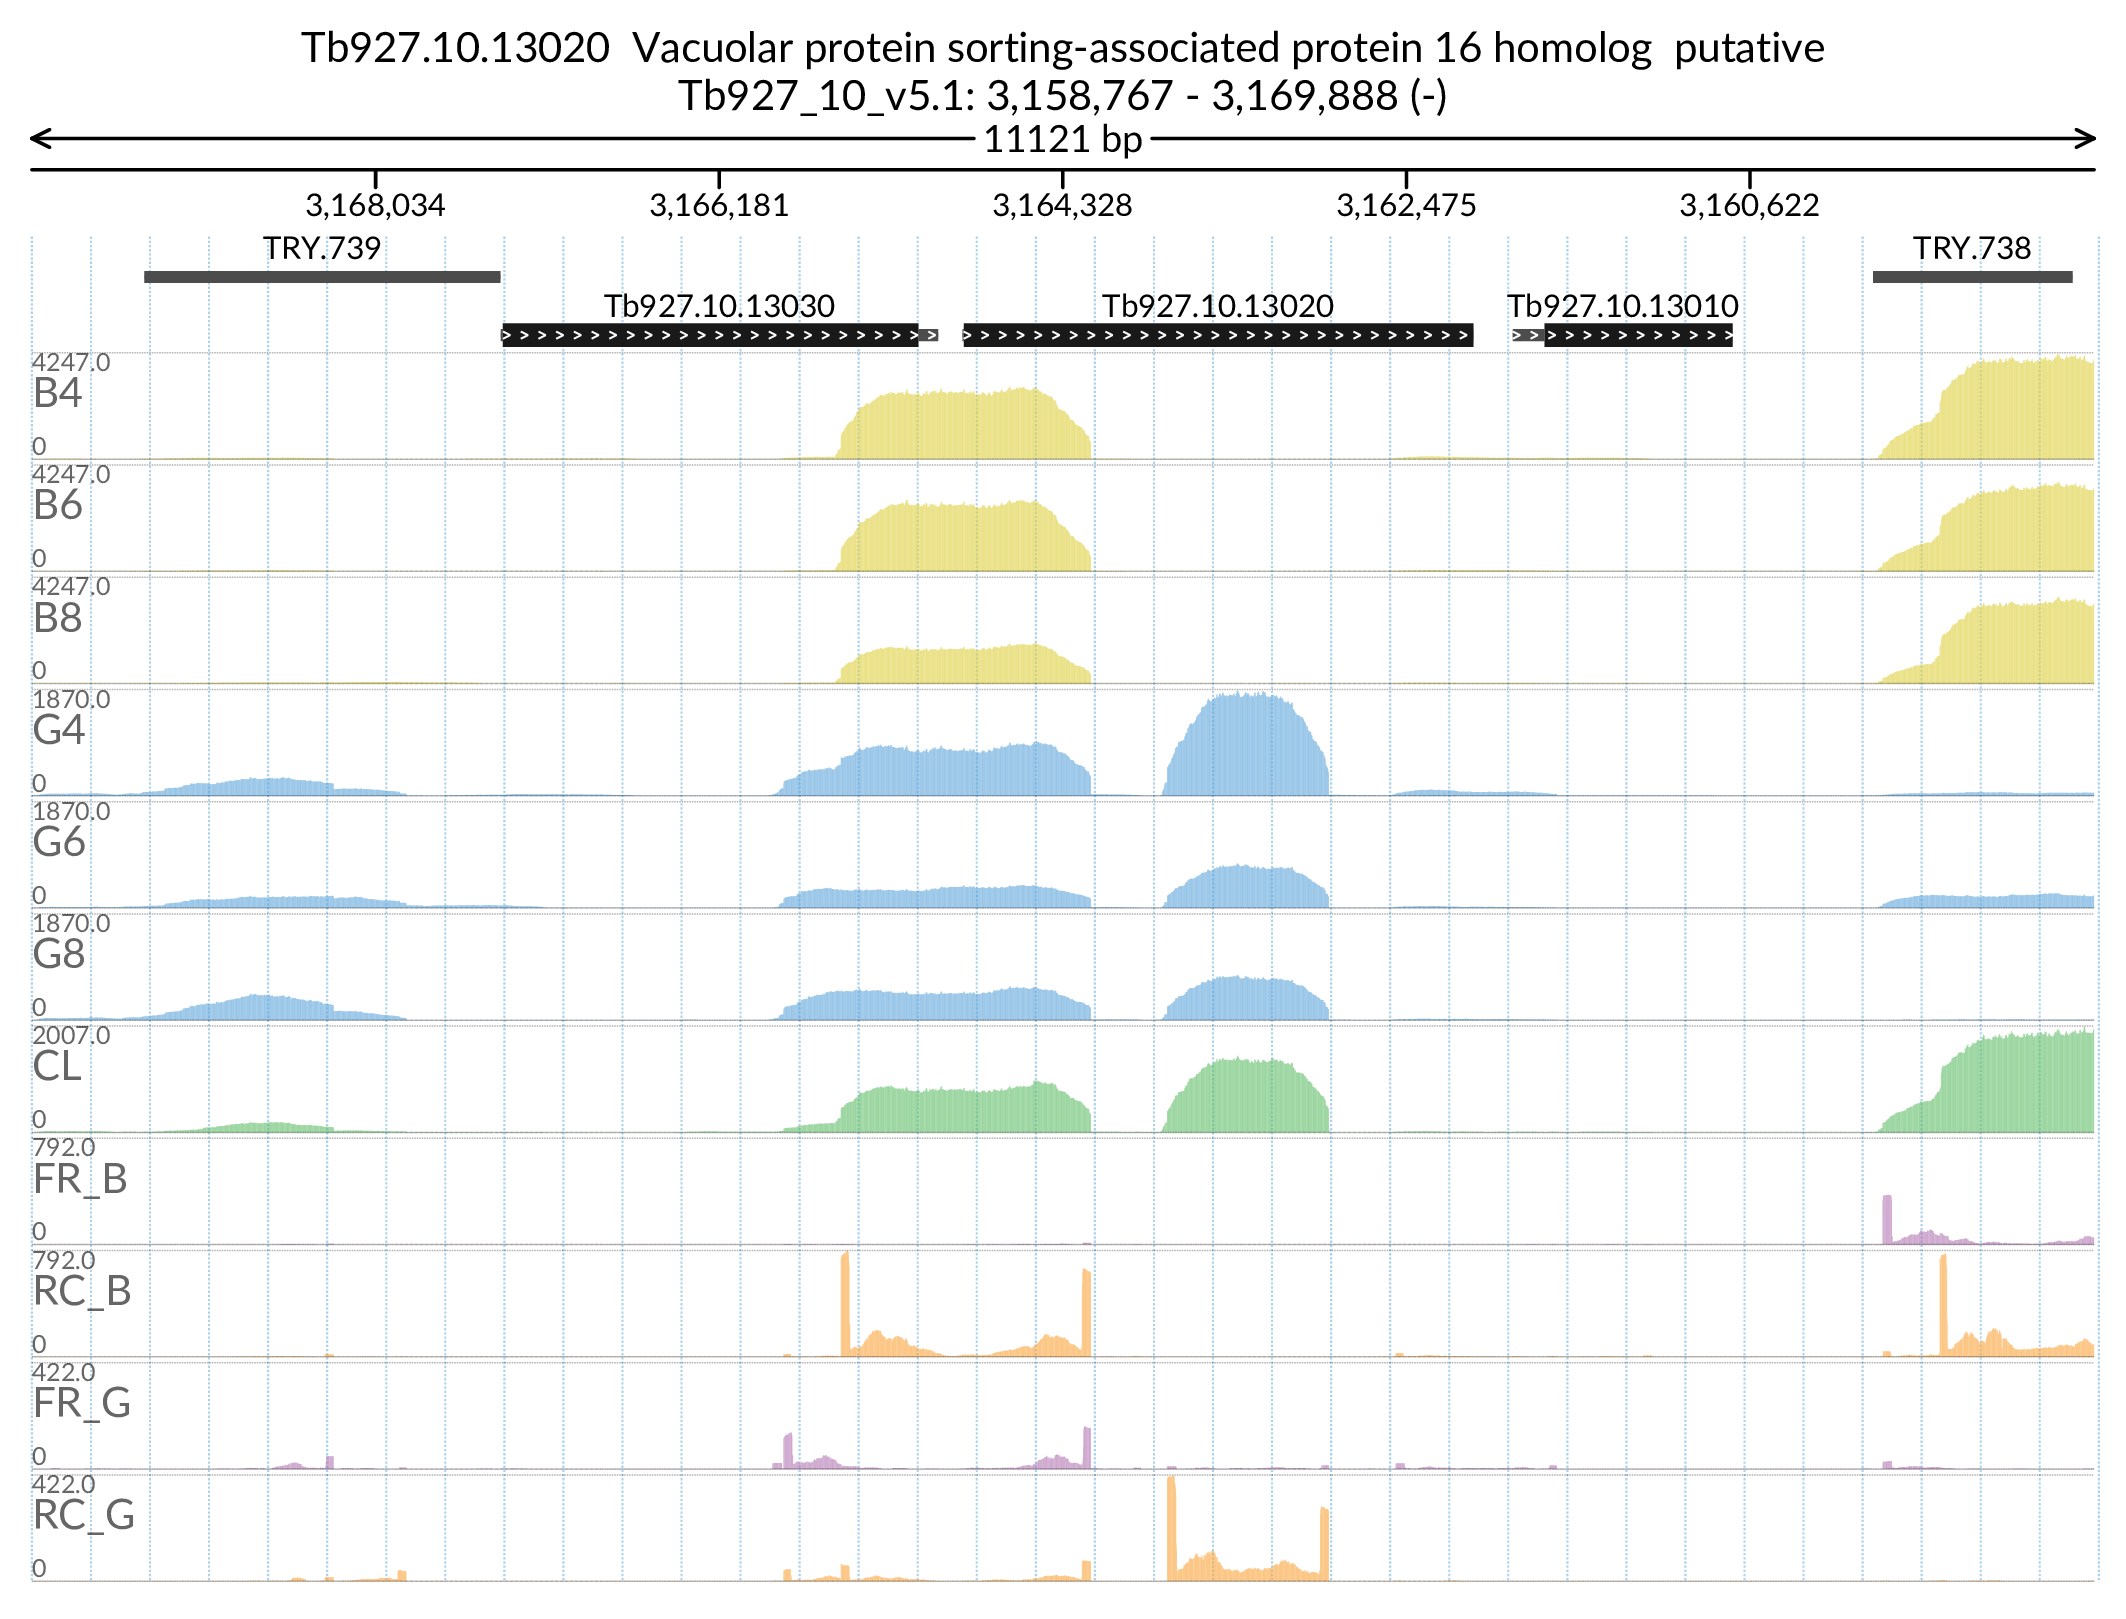 Tb927.10.13020  Vacuolar protein sorting-associated protein 16 homolog  putative
Tb927_10_v5.1: 3,158,767 - 3,169,888 (-)
11121 bp
3,168,034 3,166,181 3,164,328 3,162,475 3,160,622
TRY.739 TRY.738
Tb927.10.13030 Tb927.10.13020 Tb927.10.13010
4247.0
B4
0
4247.0
B6
0
4247.0
B8
0
1870.0
G4
0
1870.0
G6
0
1870.0
G8
0
2007.0
CL
0
792.0
FR_B
0
792.0
RC_B
0
422.0
FR_G
0
422.0
RC_G
0